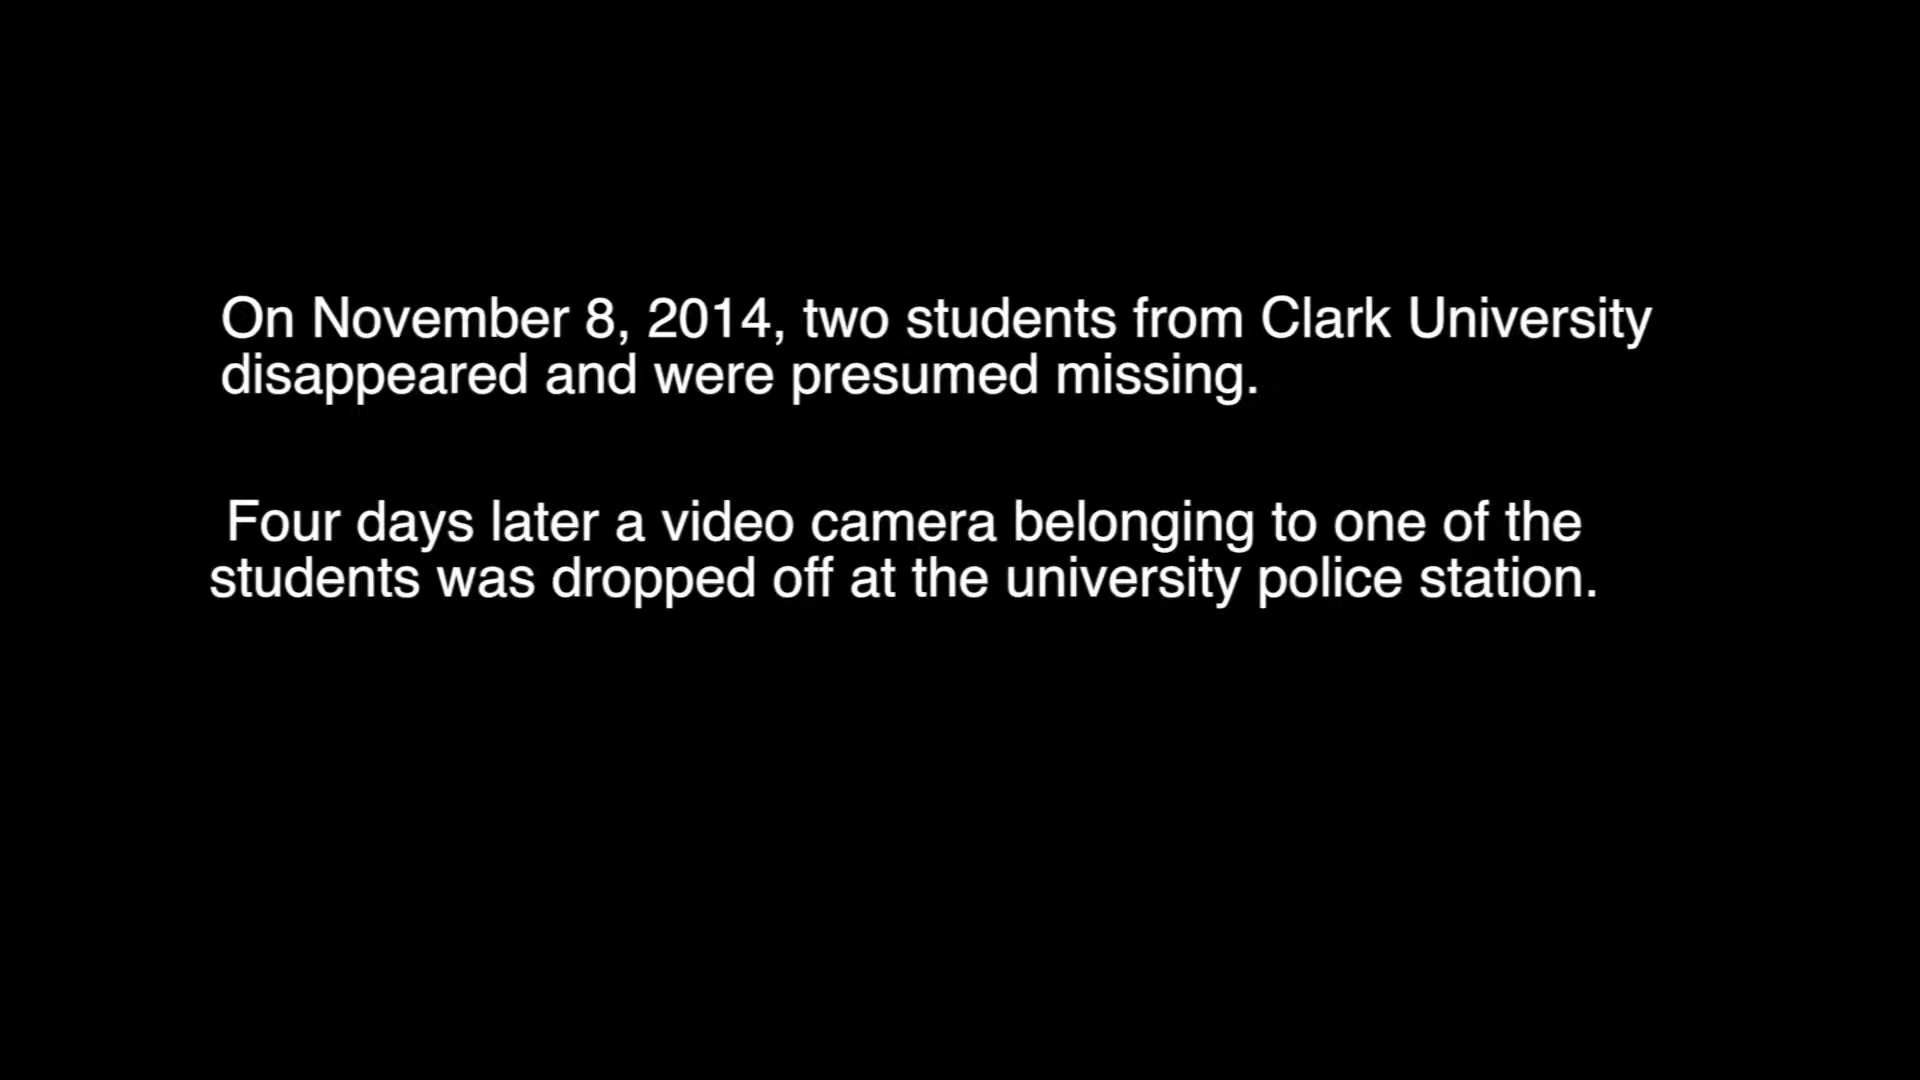 On November 8, 2014, two students from Clark University
disappeared and were presumed missing.
Four days later a video camera belonging to one of the
students was dropped off at the university police station.